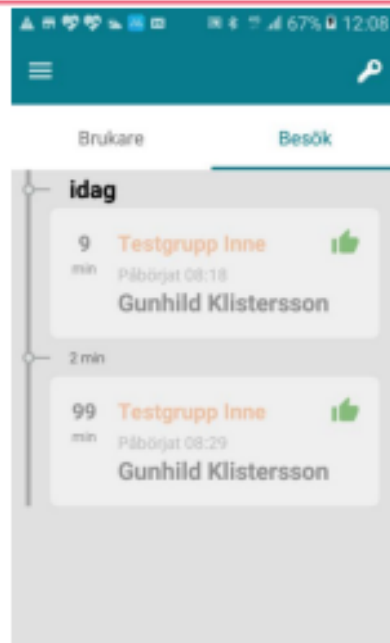 67% 12:08
Brukare Besök
idag
9 Testgrupp Inne
min Påbörjat 08:18
Gunhild Klistersson
2 min
99 Testgrupp Inne
min Påbörjat 08:29
Gunhild Klistersson